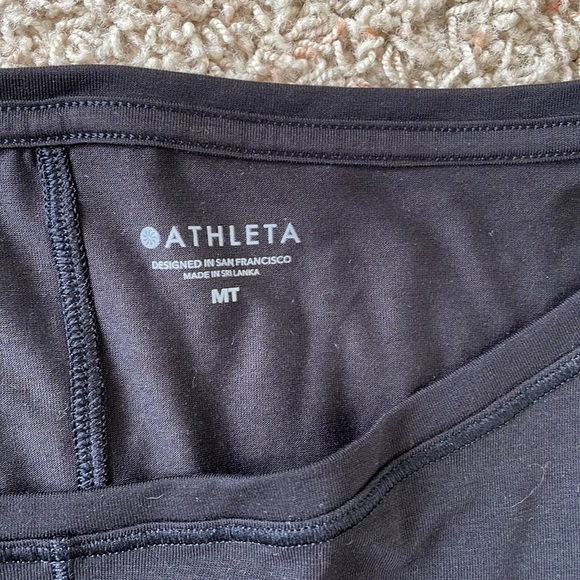 ATHLETA
DESIGNED IN SAN FRANCISCO
MADE IN SRI LANKA
MT